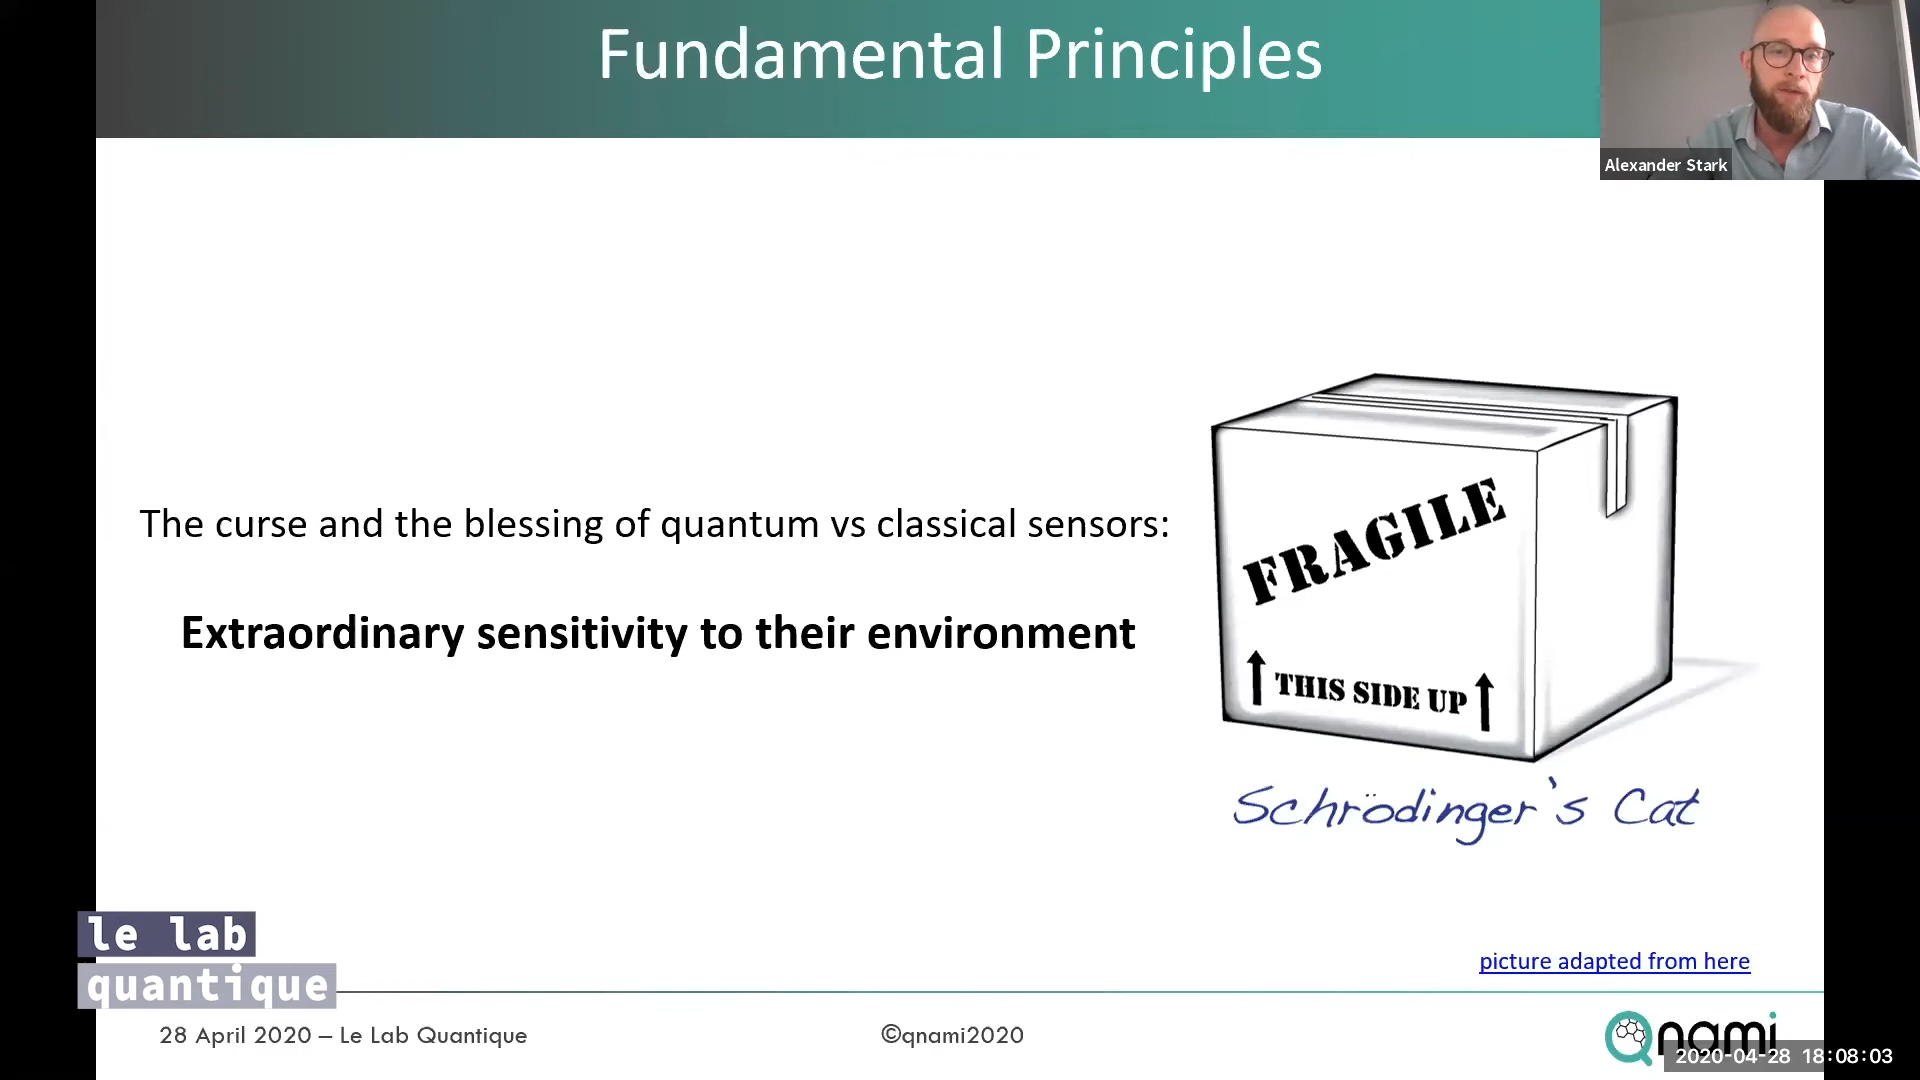 Fundamental Principles
Alexander Stark
The curse and the blessing of quantum vs classical sensors:
Extraordinary sensitivity to their environment
FRAGILE
THIS SIDE UP
Schrödinger's Cat
picture adapted from here
le lab
quantique
28 April 2020 – Le Lab Quantique
©qnami2020
Qnami
2020-04-28 18:08:03